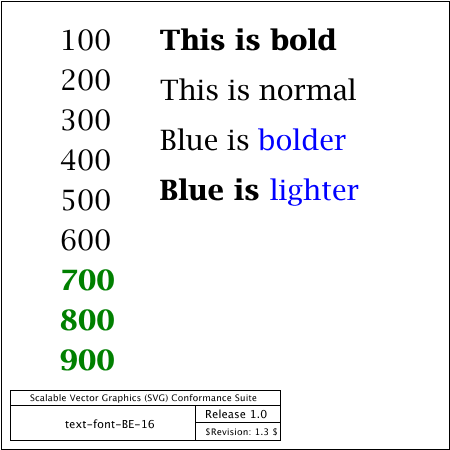 100
200
300
400
500
600
700
800
900
This is bold
This is normal
Blue is bolder
Blue is lighter
Scalable Vector Graphics (SVG) Conformance Suite
text-font-BE-16
Release 1.0
$Revision: 1.3 $